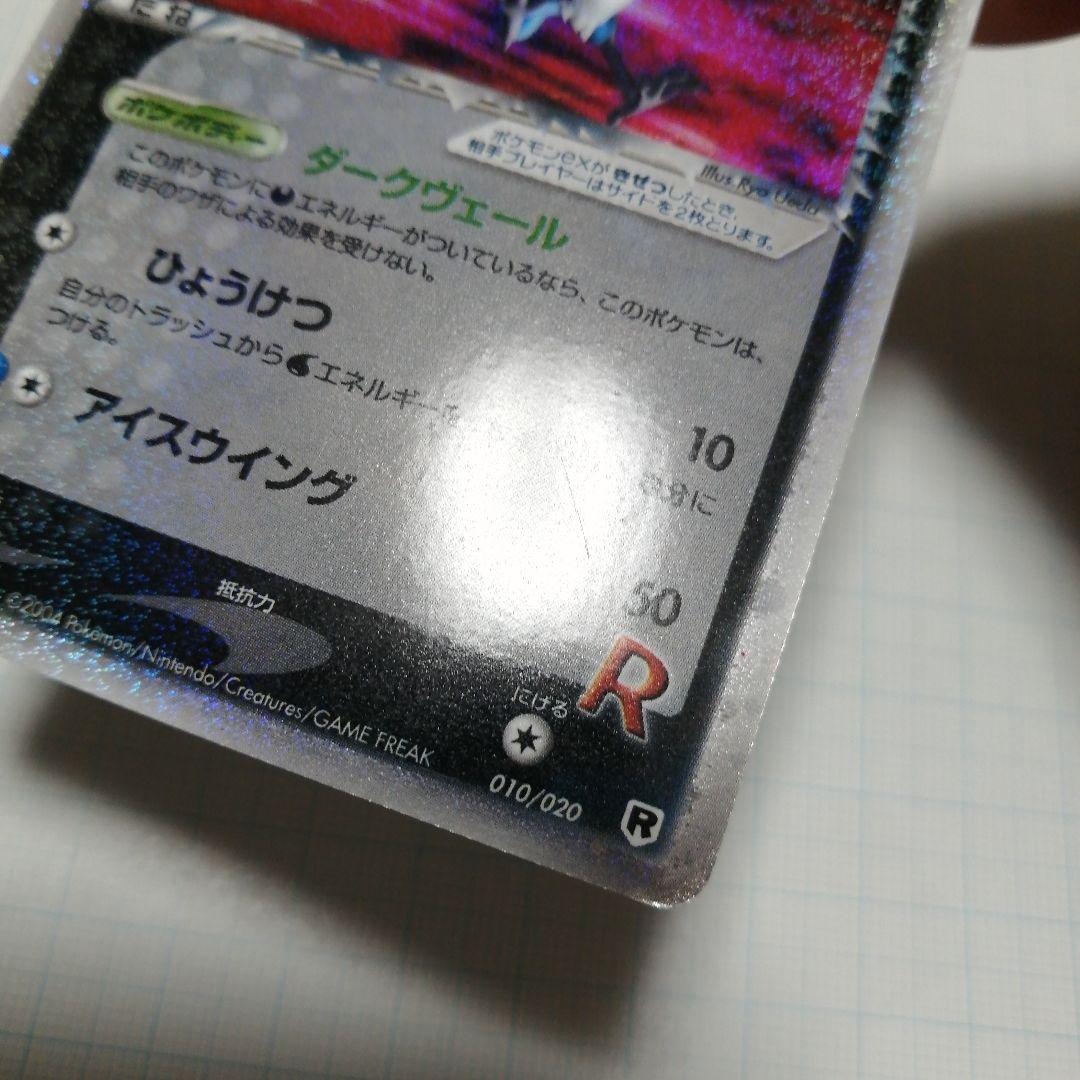 たね
ポケボディー
ダークヴェール
ポケモンexがきぜつしたとき、
相手プレイヤーはサイドを2枚とります。
illus. Ryo Ueda
このポケモンにエネルギーがついているなら、このポケモンは、
相手のワザによる効果を受けない。
ひょうけつ 10
自分のトラッシュからエネルギーを 自分に
つける。
アイスウイング 50
抵抗力
にげる
R
©2004 Pokémon/Nintendo/Creatures/GAME FREAK
010/020
R